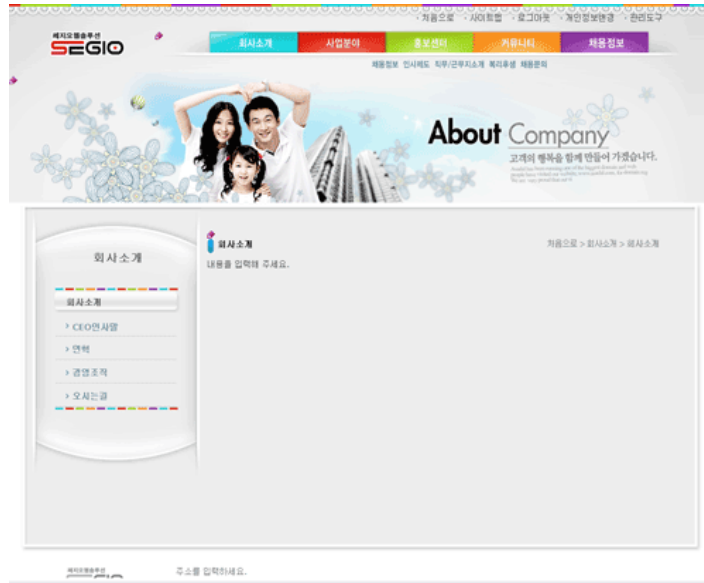 · 처음으로 · 사이트맵 · 로그아웃 · 개인정보변경 · 관리도구
세지오웹솔루션
SEGIO
회사소개 사업분야 홍보센터 커뮤니티 채용정보
채용정보 인사제도 직무/근무지소개 복리후생 채용문의
About Company
고객의 행복을 함께 만들어 가겠습니다.
회사소개
회사소개
› CEO인사말
› 연혁
› 경영조직
› 오시는길
회사소개
처음으로 > 회사소개 > 회사소개
내용을 입력해 주세요.
세지오웹솔루션
주소를 입력하세요.